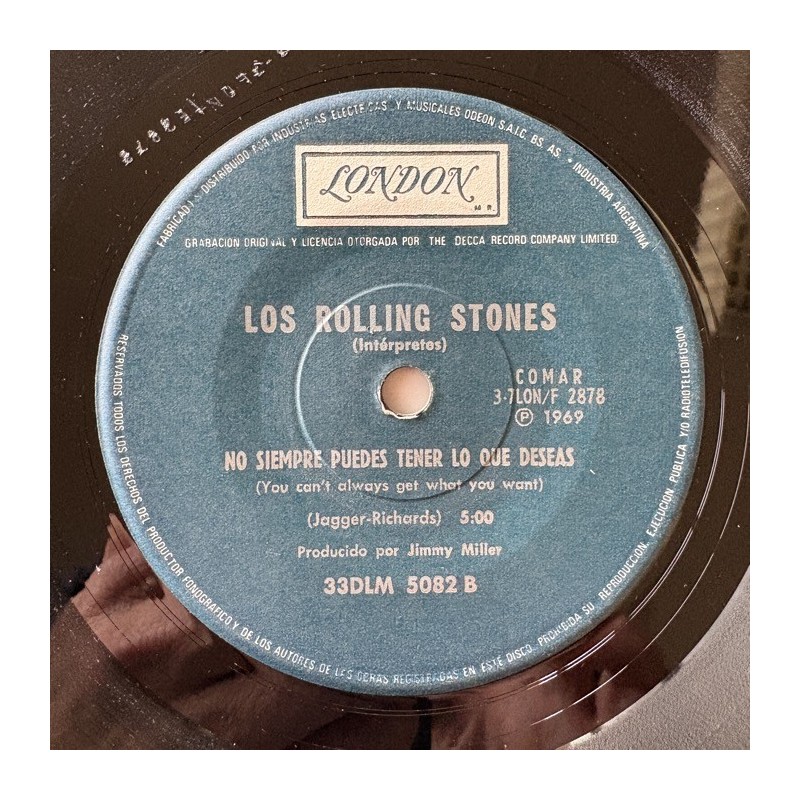 FABRICADO Y DISTRIBUIDO POR INDUSTRIAS ELECTRICAS Y MUSICALES ODEON S.A.I.C. BS. AS. • INDUSTRIA ARGENTINA
LONDON
M R.
GRABACION ORIGINAL Y LICENCIA OTORGADA POR THE DECCA RECORD COMPANY LIMITED.
LOS ROLLING STONES
(Intérpretes)
COMAR
3-7LON/F 2878
Ⓟ 1969
NO SIEMPRE PUEDES TENER LO QUE DESEAS
(You can't always get what you want)
(Jagger-Richards) 5:00
Producido por Jimmy Miller
33DLM 5082 B
RESERVADOS TODOS LOS DERECHOS DEL PRODUCTOR FONOGRAFICO Y DE LOS AUTORES DE LAS OBRAS REGISTRADAS EN ESTE DISCO. PROHIBIDA SU REPRODUCCION, EJECUCION PUBLICA Y/O RADIOTELEDIFUSION